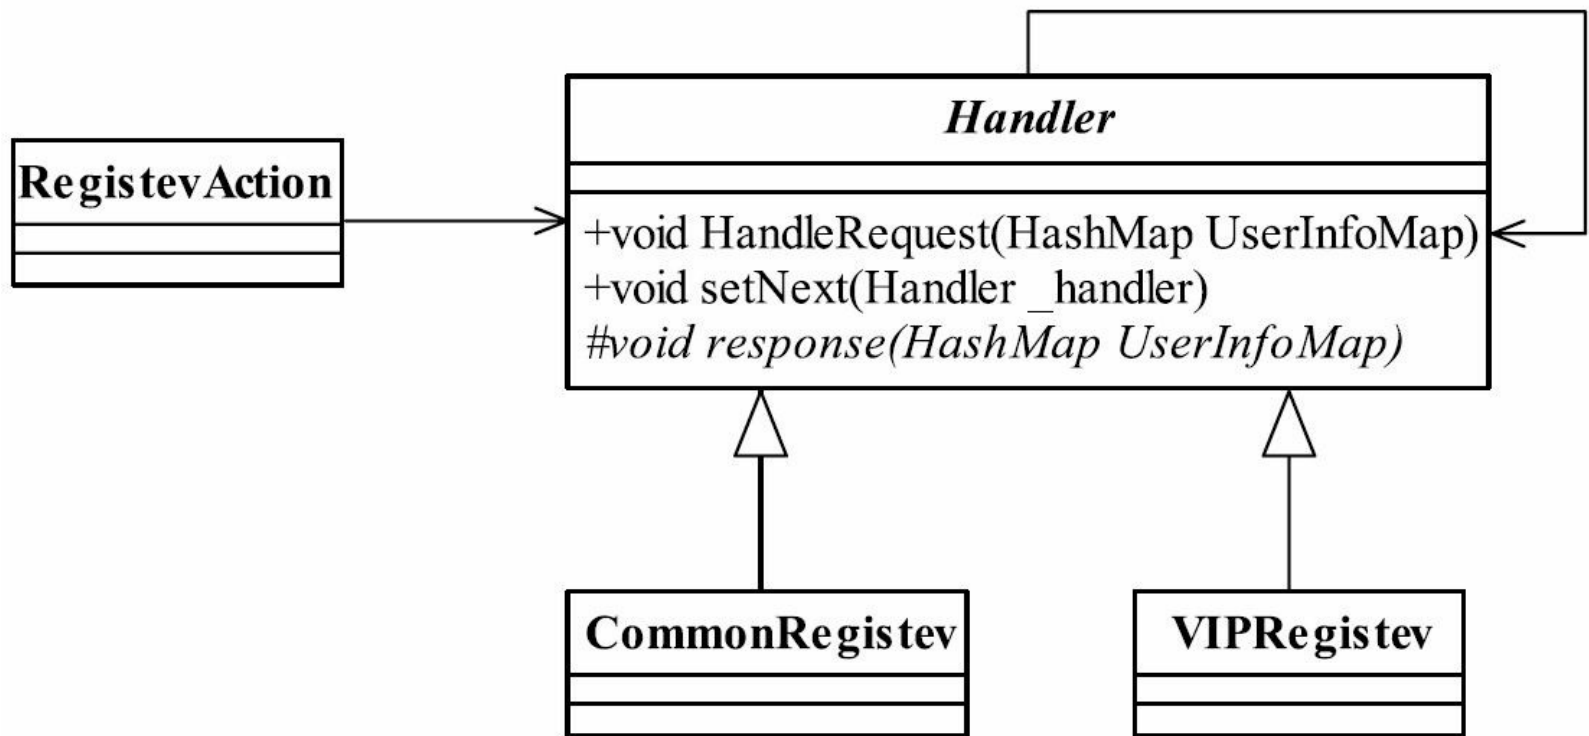 Handler
RegistevAction
+void HandleRequest(HashMap UserInfoMap)
+void setNext(Handler _handler)
#void response(HashMap UserInfoMap)
CommonRegistev
VIPRegistev